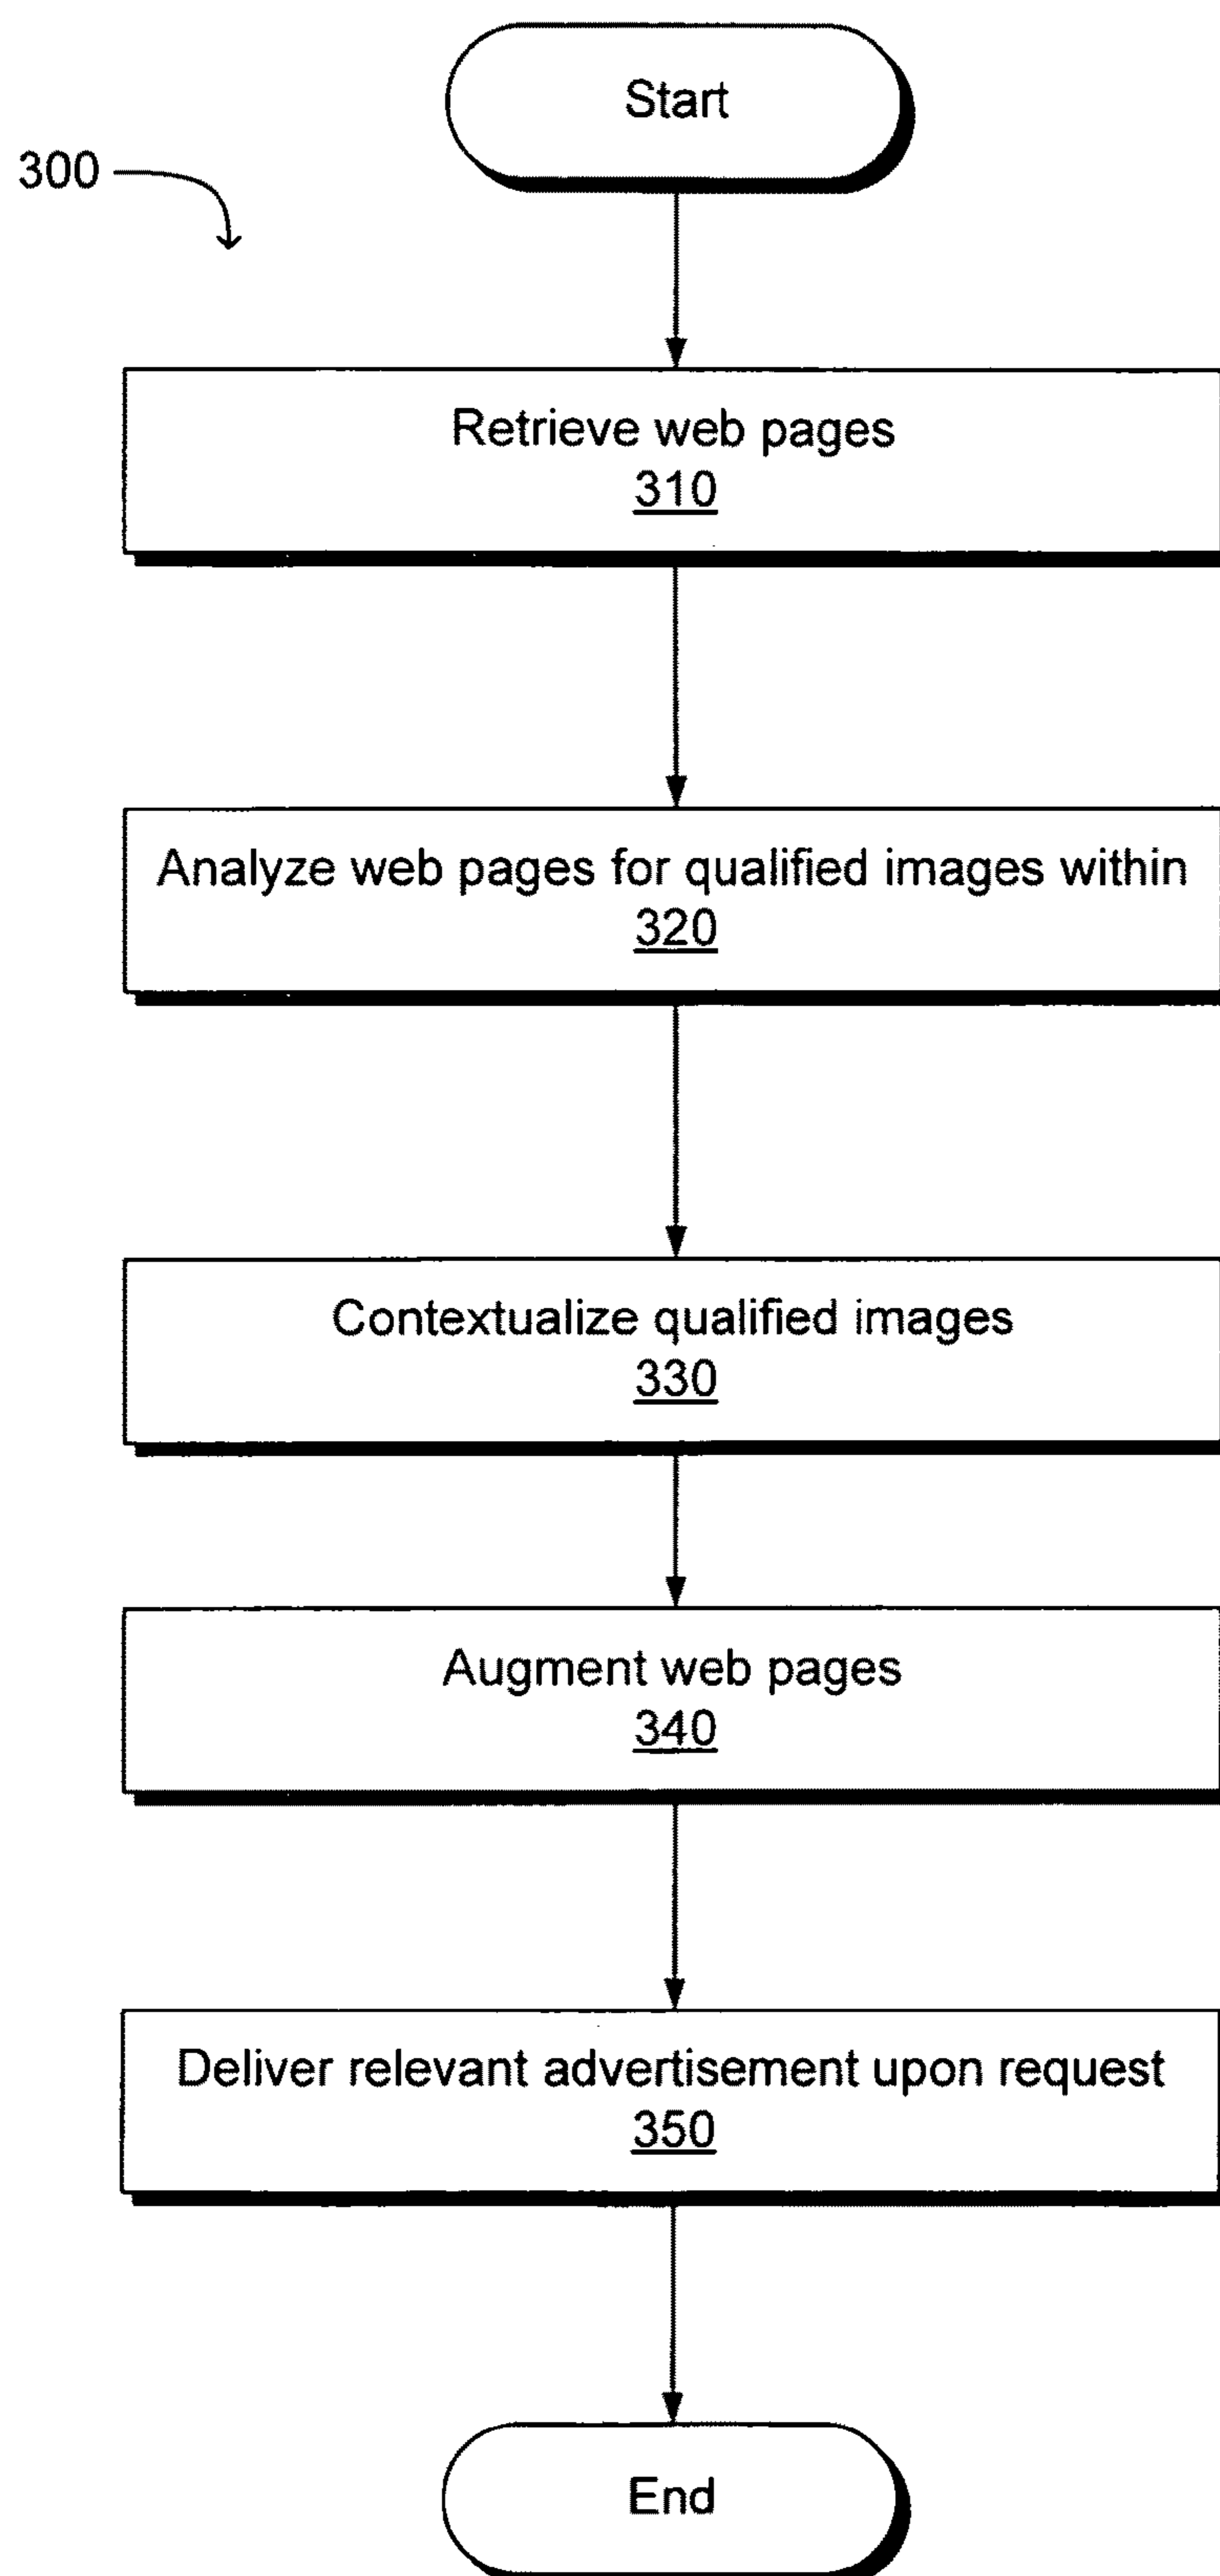 Start
300
Retrieve web pages
310
Analyze web pages for qualified images within
320
Contextualize qualified images
330
Augment web pages
340
Deliver relevant advertisement upon request
350
End